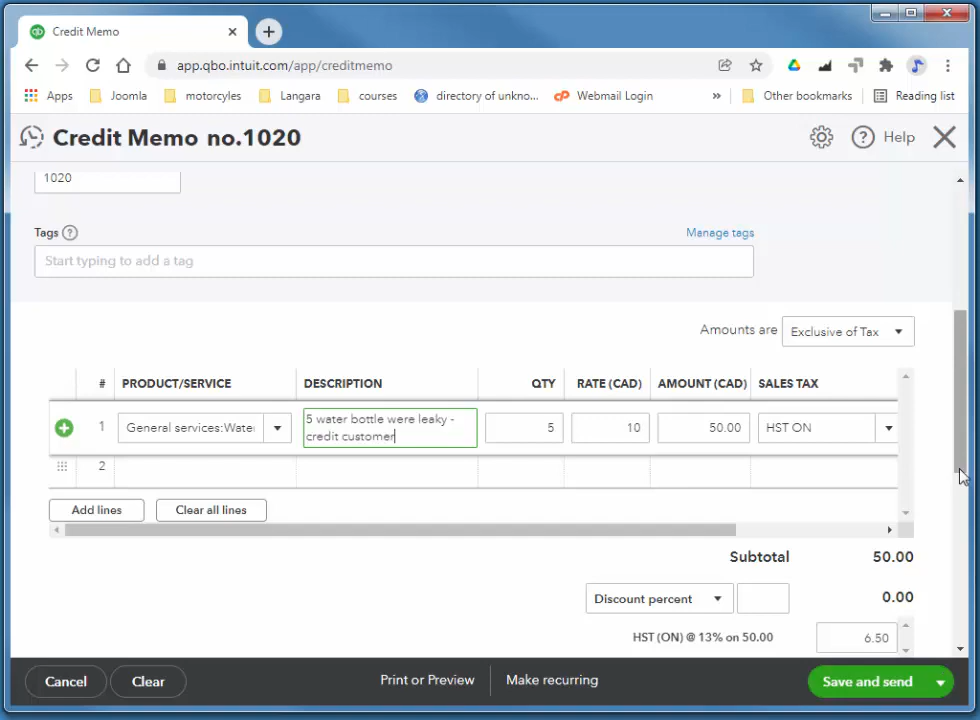 Credit Memo
app.qbo.intuit.com/app/creditmemo
Apps Joomla motorcyles Langara courses directory of unkno... Webmail Login » Other bookmarks Reading list
Credit Memo no.1020 Help
1020
Tags ? Manage tags
Start typing to add a tag
Amounts are Exclusive of Tax
# PRODUCT/SERVICE DESCRIPTION QTY RATE (CAD) AMOUNT (CAD) SALES TAX
1 General services:Water 5 water bottle were leaky - 5 10 50.00 HST ON
credit customer
2
Add lines Clear all lines
Subtotal 50.00
Discount percent 0.00
HST (ON) @ 13% on 50.00 6.50
Cancel Clear Print or Preview Make recurring Save and send